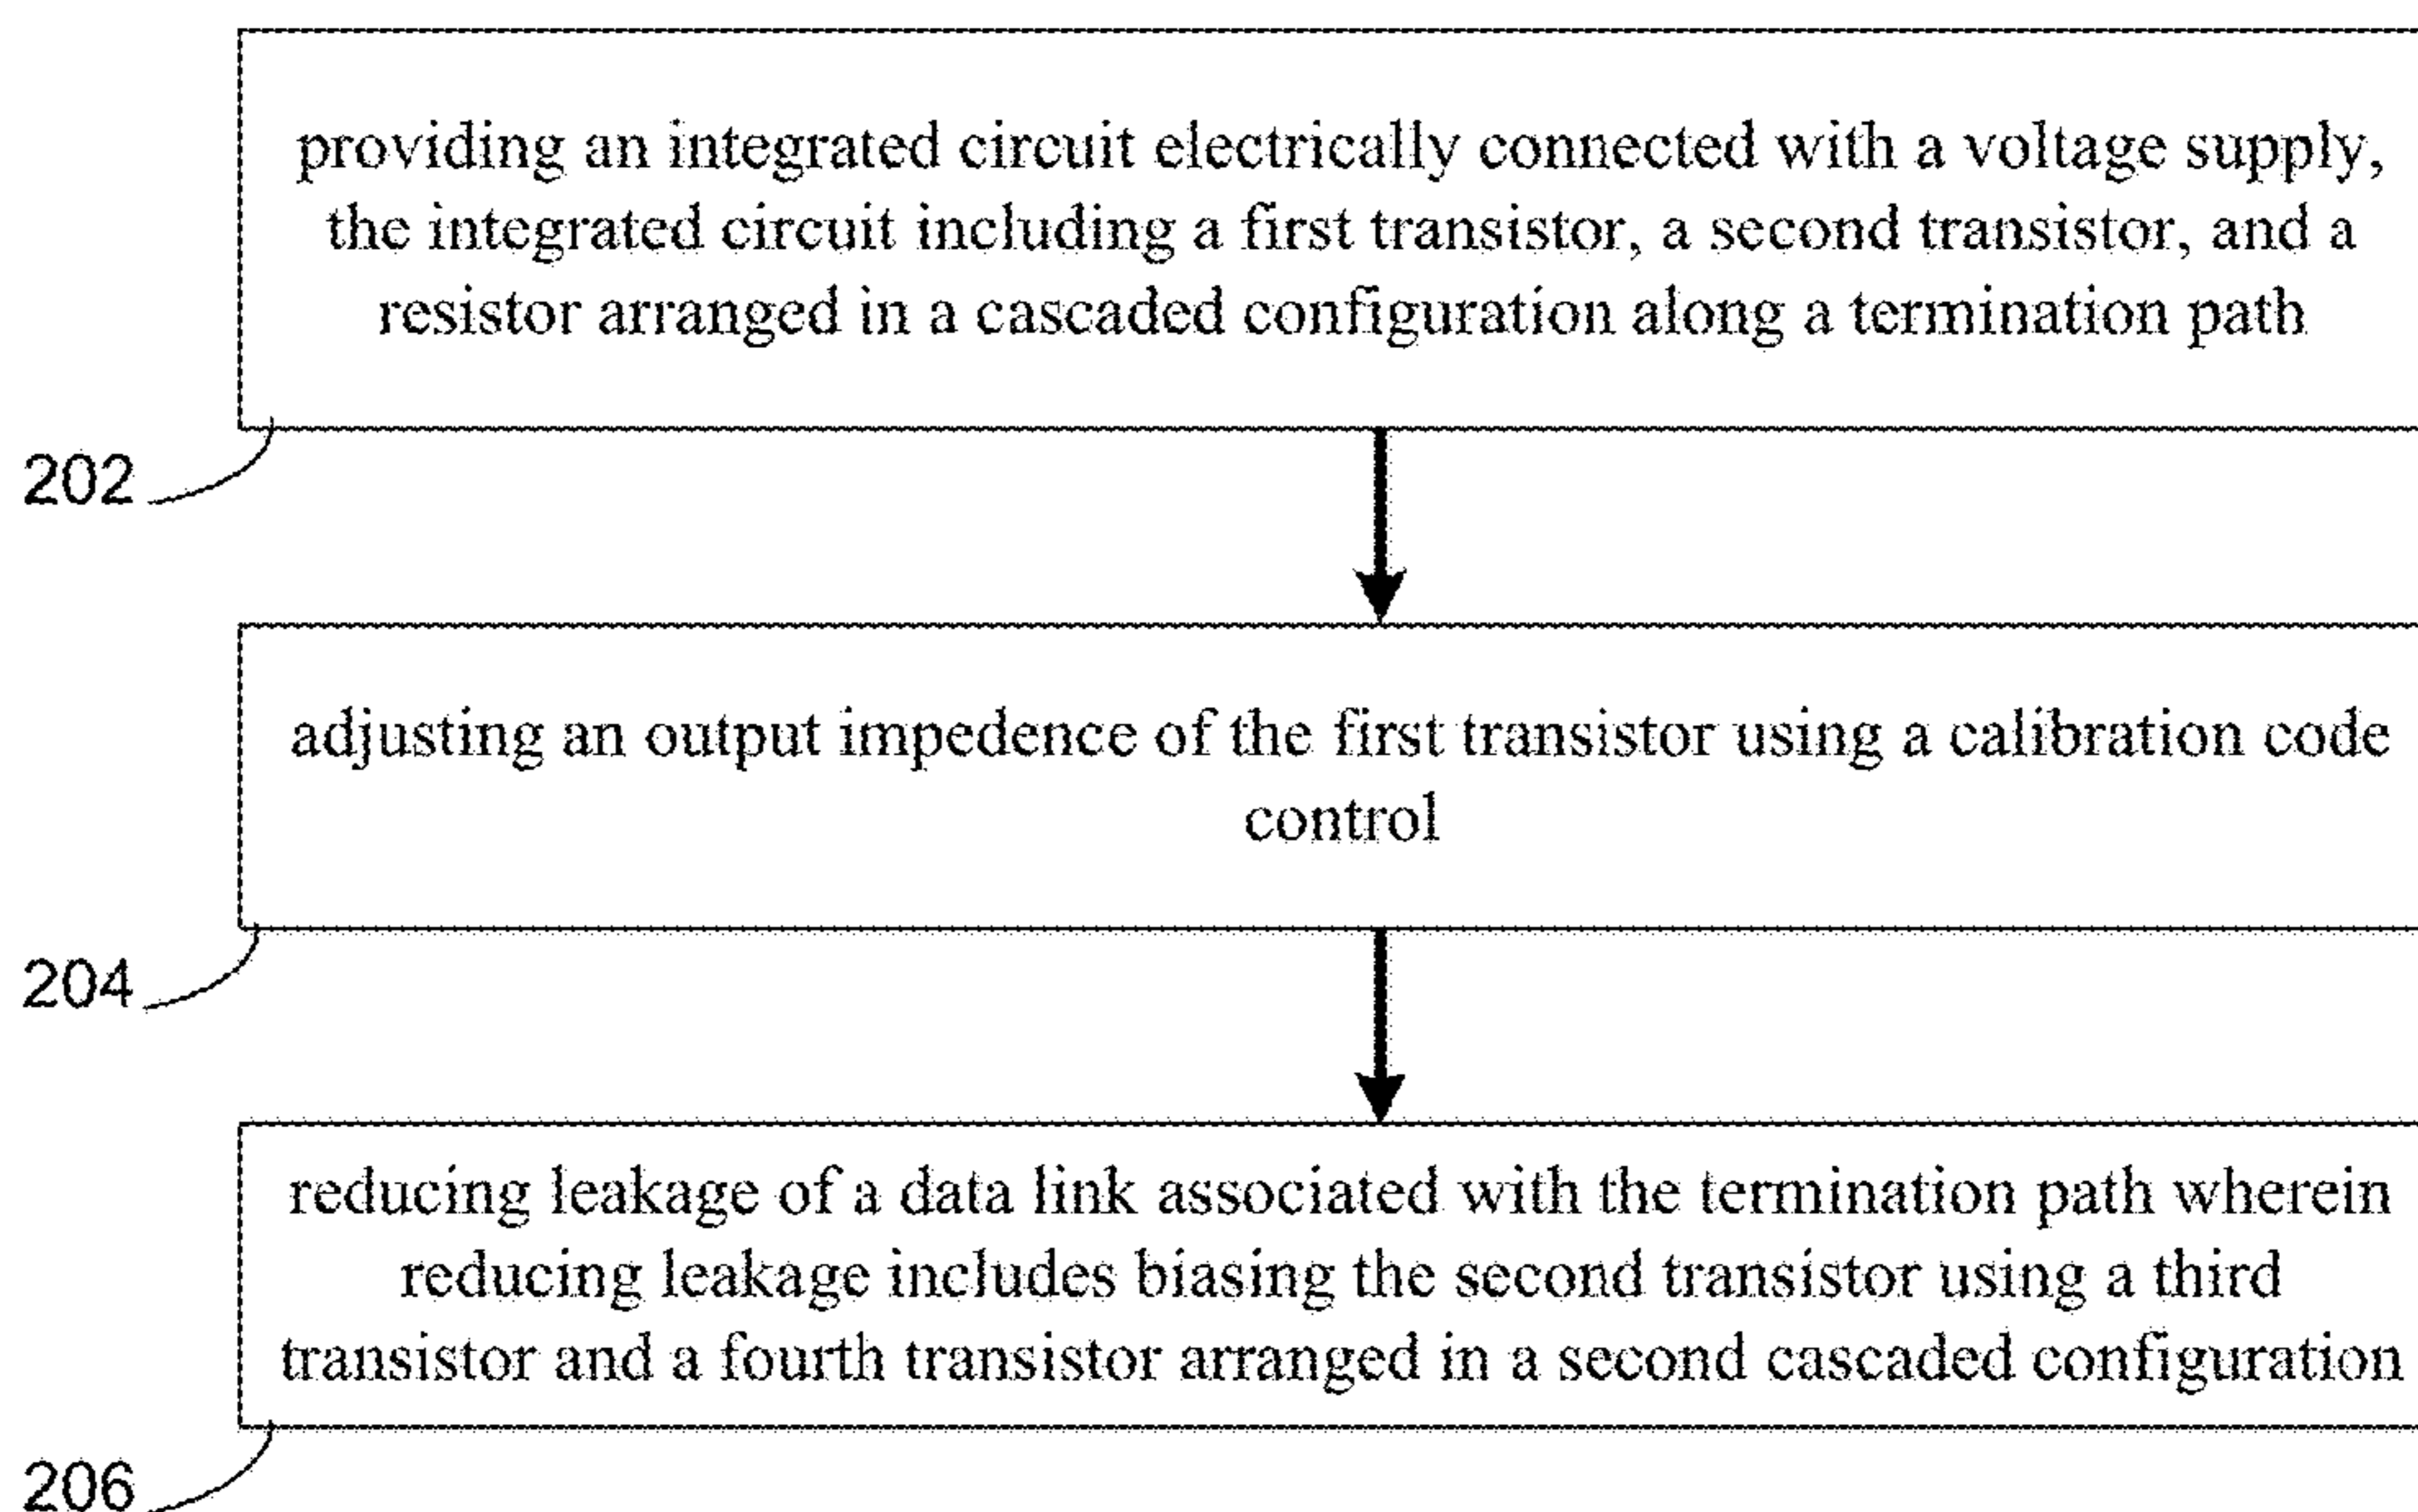 providing an integrated circuit electrically connected with a voltage supply,
the integrated circuit including a first transistor, a second transistor, and a
resistor arranged in a cascaded configuration along a termination path
202
adjusting an output impedence of the first transistor using a calibration code
control
204
reducing leakage of a data link associated with the termination path wherein
reducing leakage includes biasing the second transistor using a third
transistor and a fourth transistor arranged in a second cascaded configuration
206